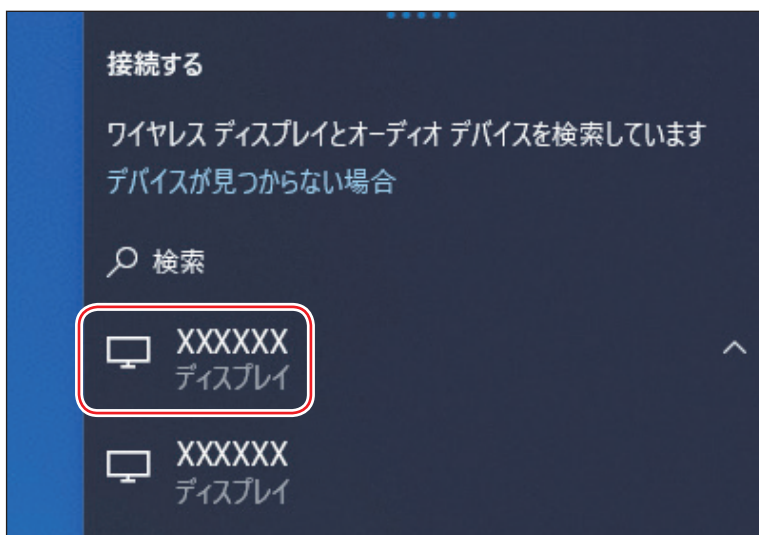 接続する
ワイヤレス ディスプレイとオーディオ デバイスを検索しています
デバイスが見つからない場合
検索
XXXXXX
ディスプレイ
XXXXXX
ディスプレイ